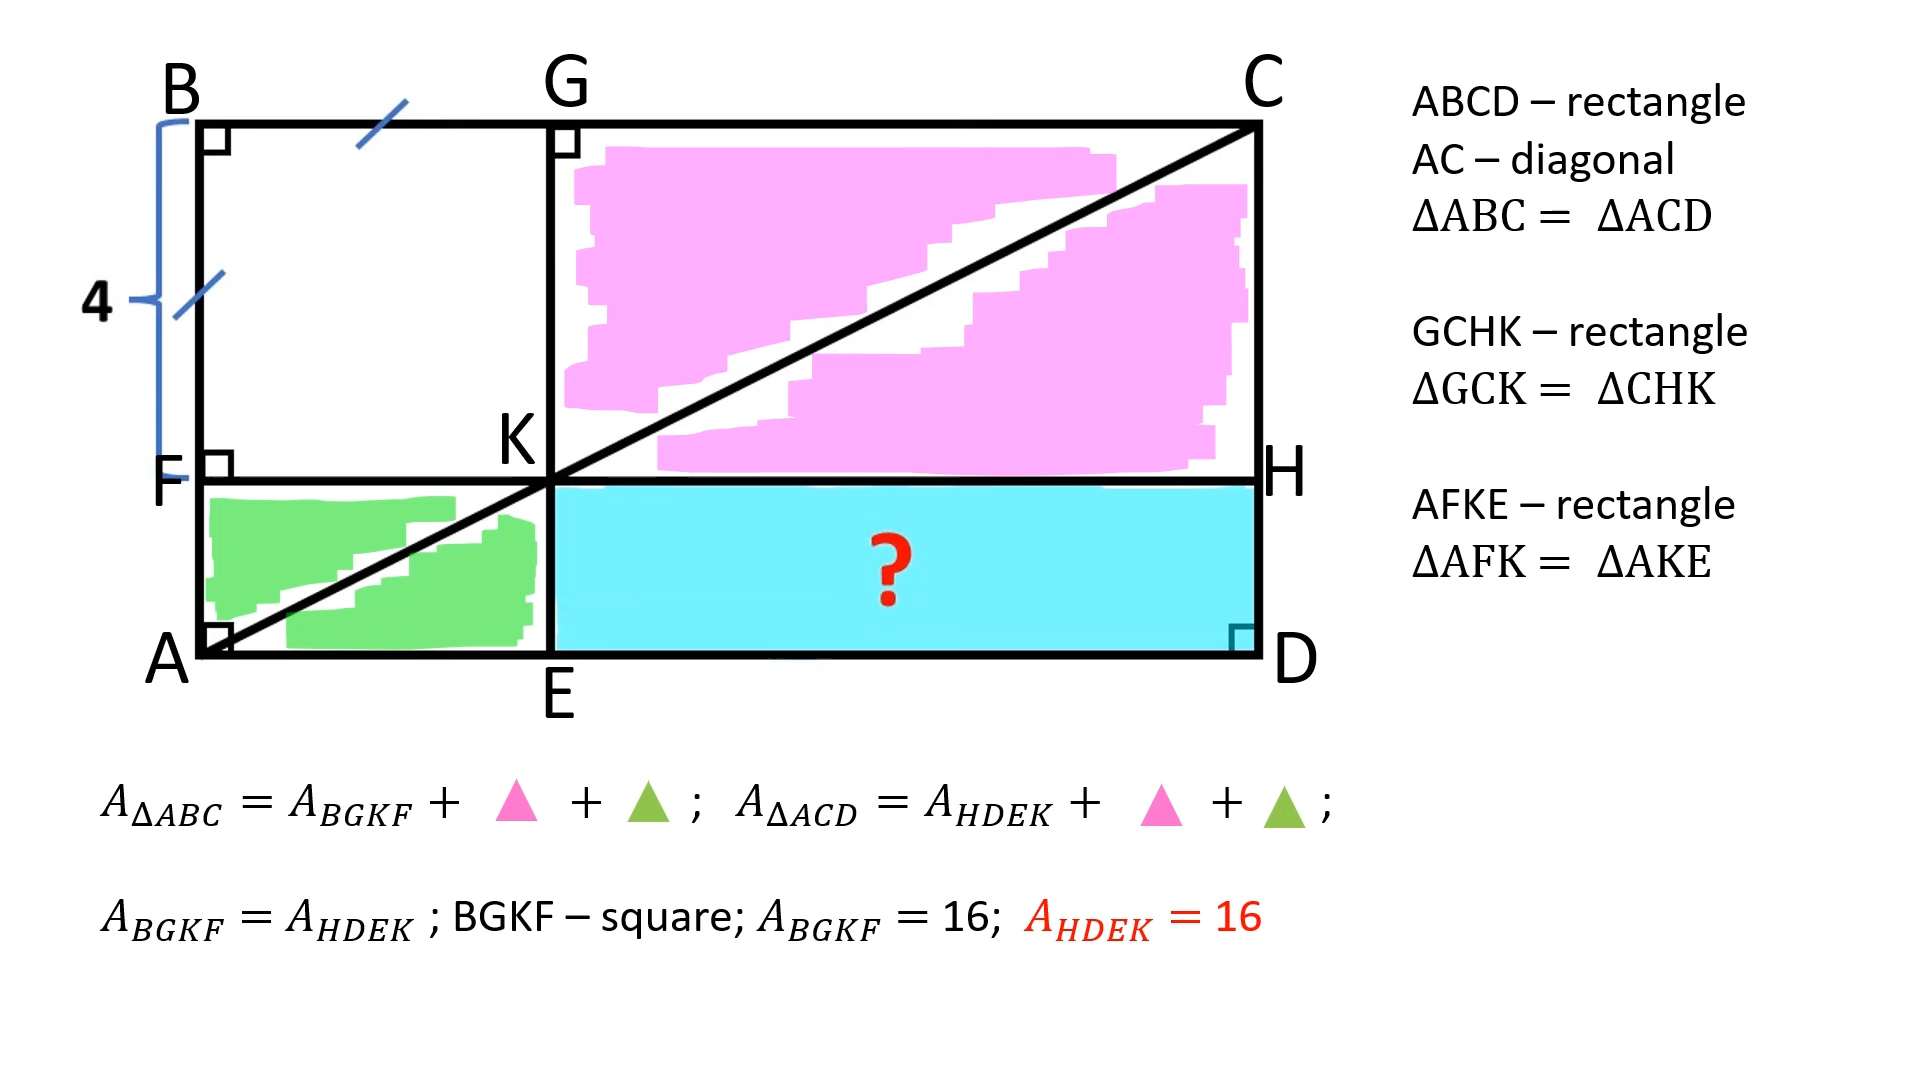 B G C
4
K
F H
?
A D
E
ABCD – rectangle
AC – diagonal
ΔABC = ΔACD
GCHK – rectangle
ΔGCK = ΔCHK
AFKE – rectangle
ΔAFK = ΔAKE
A_ΔABC = A_BGKF + ▲ + ▲ ; A_ΔACD = A_HDEK + ▲ + ▲ ;
A_BGKF = A_HDEK ; BGKF – square; A_BGKF = 16; A_HDEK = 16